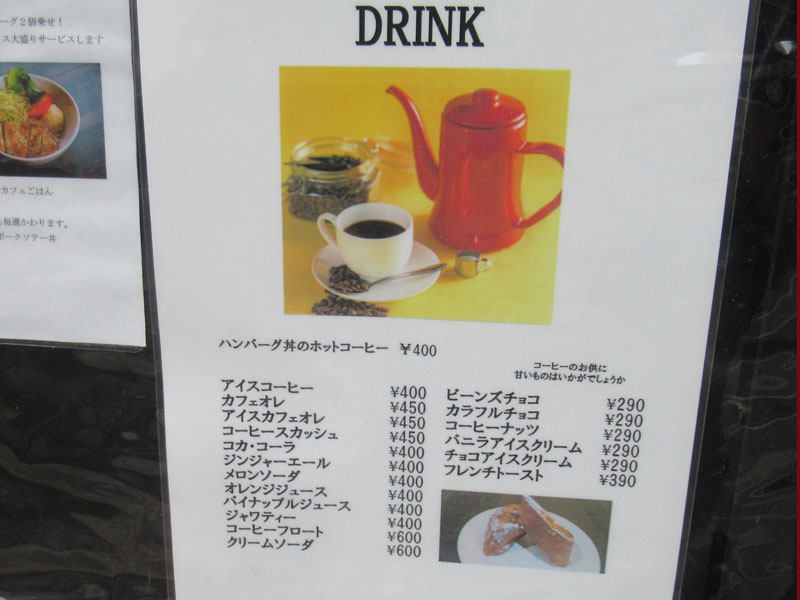 ーグ２個乗せ！
ス大盛りサービスします
カフェごはん
毎週かわります。
ポークソテー丼
DRINK
ハンバーグ丼のホットコーヒー ¥400
アイスコーヒー ¥400
カフェオレ ¥450
アイスカフェオレ ¥450
コーヒースカッシュ ¥450
コカ・コーラ ¥400
ジンジャーエール ¥400
メロンソーダ ¥400
オレンジジュース ¥400
パイナップルジュース ¥400
ジャワティー ¥400
コーヒーフロート ¥600
クリームソーダ ¥600
コーヒーのお供に
甘いものはいかがでしょうか
ビーンズチョコ ¥290
カラフルチョコ ¥290
コーヒーナッツ ¥290
バニラアイスクリーム ¥290
チョコアイスクリーム ¥290
フレンチトースト ¥390